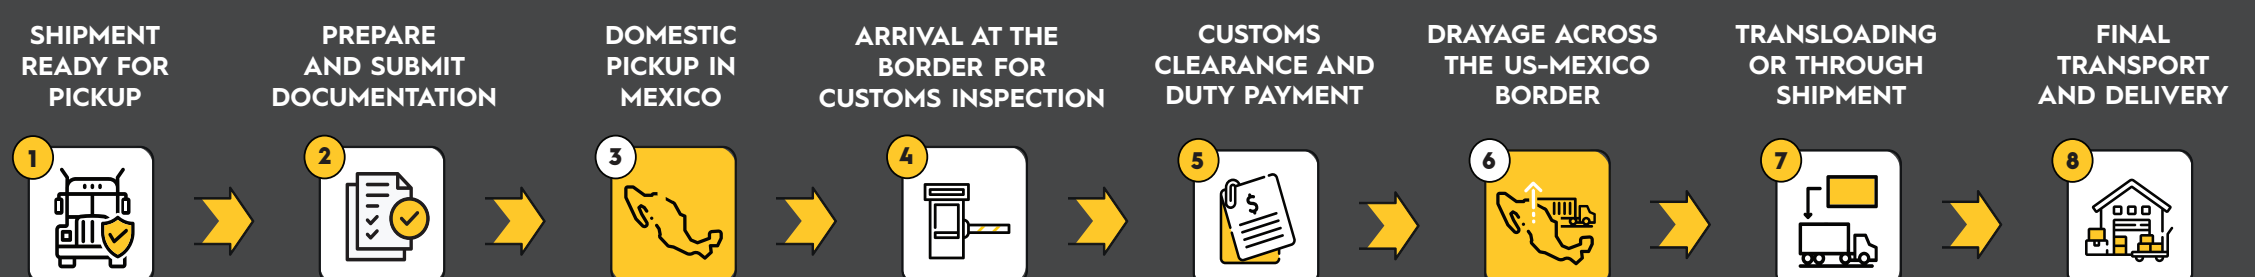 SHIPMENT
READY FOR
PICKUP
PREPARE
AND SUBMIT
DOCUMENTATION
DOMESTIC
PICKUP IN
MEXICO
ARRIVAL AT THE
BORDER FOR
CUSTOMS INSPECTION
CUSTOMS
CLEARANCE AND
DUTY PAYMENT
DRAYAGE ACROSS
THE US-MEXICO
BORDER
TRANSLOADING
OR THROUGH
SHIPMENT
FINAL
TRANSPORT
AND DELIVERY
1
2
3
4
5
6
7
8
$